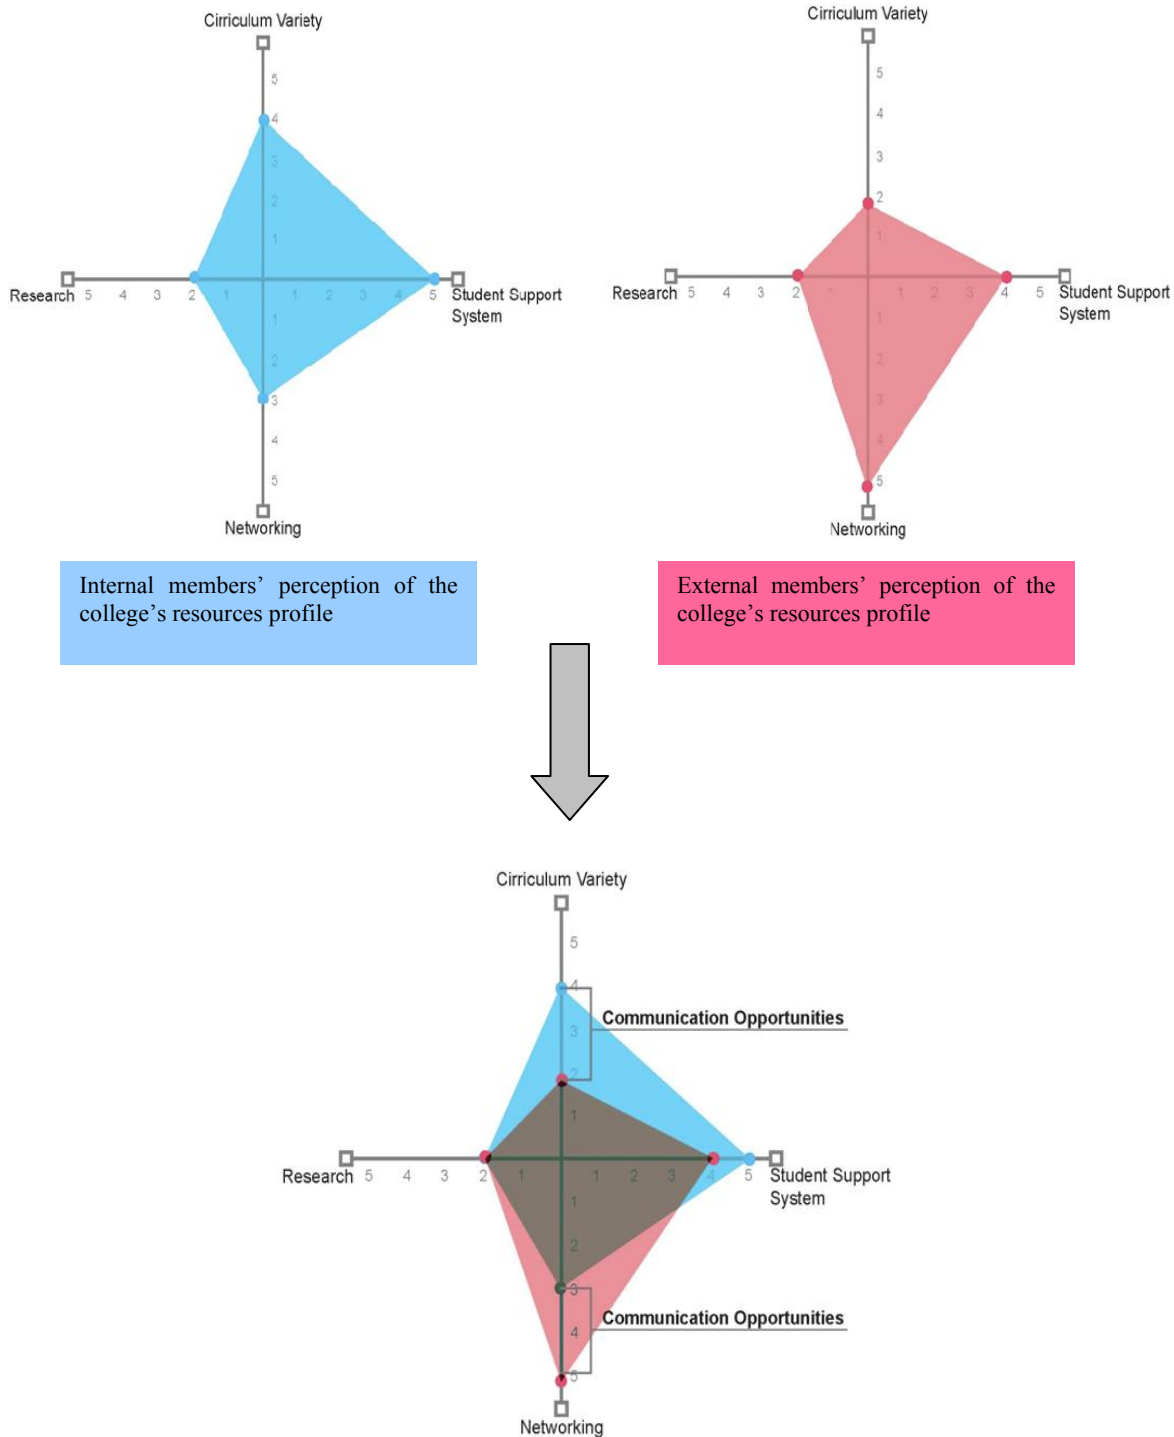 Cirriculum Variety
5
4
3
2
1
Research 5 4 3 2 1 1 2 3 4 5 Student Support
System
1
2
3
4
5
Networking
Cirriculum Variety
5
4
3
2
1
Research 5 4 3 2 1 1 2 3 4 5 Student Support
System
1
2
3
4
5
Networking
Internal members’ perception of the
college’s resources profile
External members’ perception of the
college’s resources profile
Cirriculum Variety
5
4
Communication Opportunities
3
2
1
Research 5 4 3 2 1 1 2 3 4 5 Student Support
System
1
2
3
Communication Opportunities
4
5
Networking